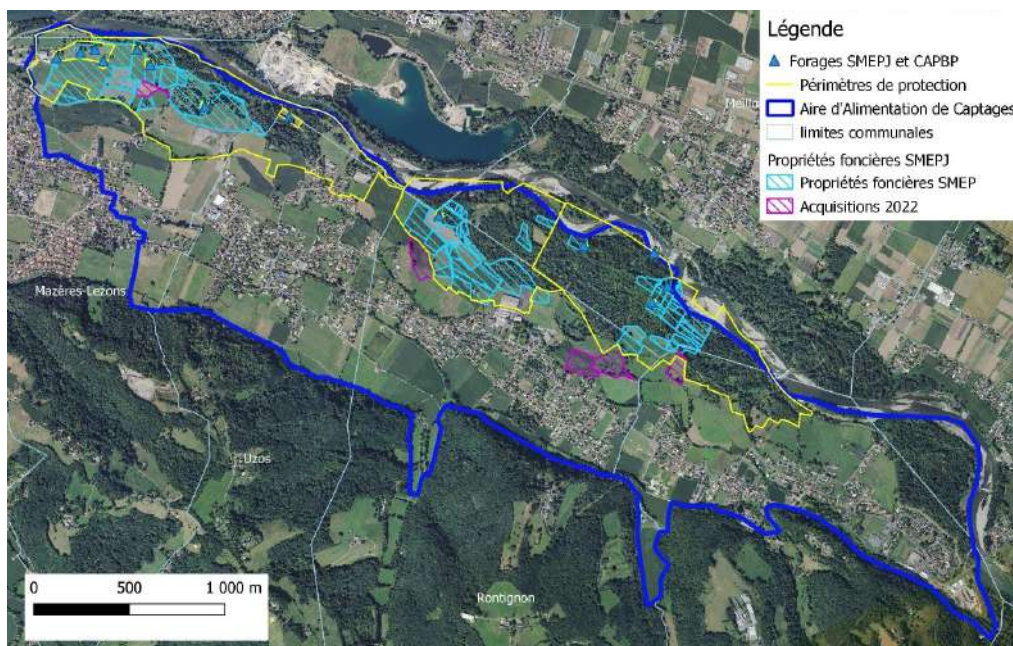 Légende
Forages SMEPJ et CAPBP
Périmètres de protection
Aire d'Alimentation de Captages
limites communales
Propriétés foncières SMEPJ
Propriétés foncières SMEP
Acquisitions 2022
Mazères-Lezons
Uzos
Rontignon
0 500 1 000 m